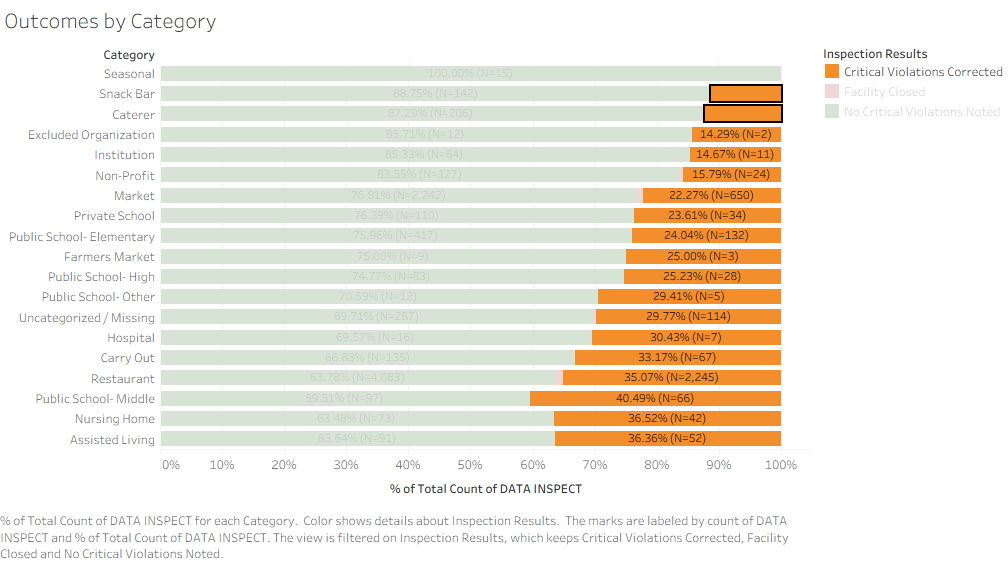 Outcomes by Category
Category
Inspection Results
Critical Violations Corrected
Facility Closed
No Critical Violations Noted
Seasonal 100.00% (N=15)
Snack Bar 88.75% (N=142)
Caterer 87.29% (N=206)
Excluded Organization 85.71% (N=12) 14.29% (N=2)
Institution 85.33% (N=64) 14.67% (N=11)
Non-Profit 83.55% (N=127) 15.79% (N=24)
Market 76.81% (N=2,242) 22.27% (N=650)
Private School 76.39% (N=110) 23.61% (N=34)
Public School- Elementary 75.96% (N=417) 24.04% (N=132)
Farmers Market 75.00% (N=9) 25.00% (N=3)
Public School- High 74.77% (N=83) 25.23% (N=28)
Public School- Other 70.59% (N=12) 29.41% (N=5)
Uncategorized / Missing 69.71% (N=267) 29.77% (N=114)
Hospital 69.57% (N=16) 30.43% (N=7)
Carry Out 66.83% (N=135) 33.17% (N=67)
Restaurant 63.78% (N=4,083) 35.07% (N=2,245)
Public School- Middle 59.51% (N=97) 40.49% (N=66)
Nursing Home 63.48% (N=73) 36.52% (N=42)
Assisted Living 63.64% (N=91) 36.36% (N=52)
0% 10% 20% 30% 40% 50% 60% 70% 80% 90% 100%
% of Total Count of DATA INSPECT
% of Total Count of DATA INSPECT for each Category. Color shows details about Inspection Results. The marks are labeled by count of DATA
INSPECT and % of Total Count of DATA INSPECT. The view is filtered on Inspection Results, which keeps Critical Violations Corrected, Facility
Closed and No Critical Violations Noted.